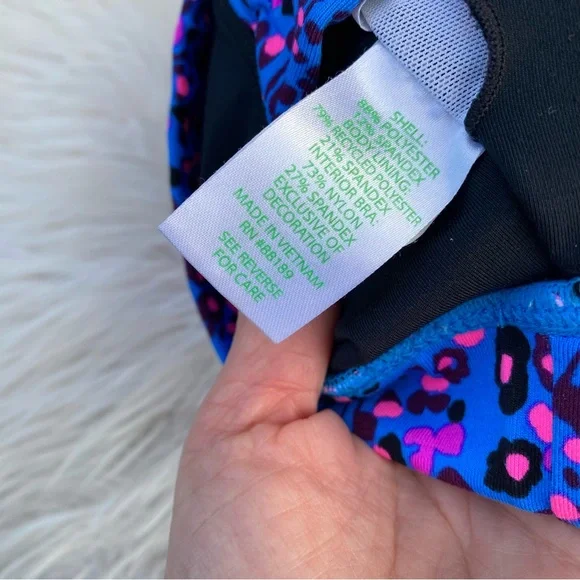 SHELL:
88% POLYESTER
12% SPANDEX
BODY LINING:
79% RECYCLED POLYESTER
21% SPANDEX
INTERIOR BRA:
73% NYLON
27% SPANDEX
EXCLUSIVE OF
DECORATION
MADE IN VIETNAM
RN #88189
SEE REVERSE
FOR CARE